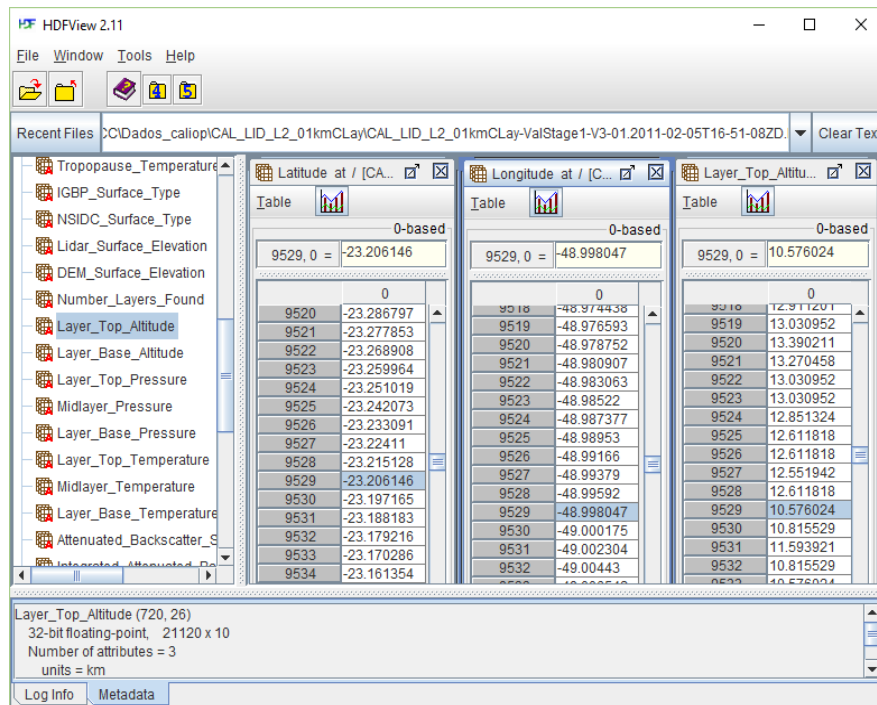 HDFView 2.11
File Window Tools Help
Recent Files C\Dados_caliop\CAL_LID_L2_01kmCLay\CAL_LID_L2_01kmCLay-ValStage1-V3-01.2011-02-05T16-51-08ZD. Clear Tex
Tropopause_Temperature
IGBP_Surface_Type
NSIDC_Surface_Type
Lidar_Surface_Elevation
DEM_Surface_Elevation
Number_Layers_Found
Layer_Top_Altitude
Layer_Base_Altitude
Layer_Top_Pressure
Midlayer_Pressure
Layer_Base_Pressure
Layer_Top_Temperature
Midlayer_Temperature
Layer_Base_Temperature
Attenuated_Backscatter_S
Latitude at / [CA...
Table
0-based
9529, 0 = -23.206146
0
9520 -23.286797
9521 -23.277853
9522 -23.268908
9523 -23.259964
9524 -23.251019
9525 -23.242073
9526 -23.233091
9527 -23.22411
9528 -23.215128
9529 -23.206146
9530 -23.197165
9531 -23.188183
9532 -23.179216
9533 -23.170286
9534 -23.161354
Longitude at / [C...
Table
0-based
9529, 0 = -48.998047
0
9518 -48.974438
9519 -48.976593
9520 -48.978752
9521 -48.980907
9522 -48.983063
9523 -48.98522
9524 -48.987377
9525 -48.98953
9526 -48.99166
9527 -48.99379
9528 -48.99592
9529 -48.998047
9530 -49.000175
9531 -49.002304
9532 -49.00443
Layer_Top_Altitu...
Table
0-based
9529, 0 = 10.576024
0
9518 12.911201
9519 13.030952
9520 13.390211
9521 13.270458
9522 13.030952
9523 13.030952
9524 12.851324
9525 12.611818
9526 12.611818
9527 12.551942
9528 12.611818
9529 10.576024
9530 10.815529
9531 11.593921
9532 10.815529
Layer_Top_Altitude (720, 26)
32-bit floating-point, 21120 x 10
Number of attributes = 3
units = km
Log Info Metadata